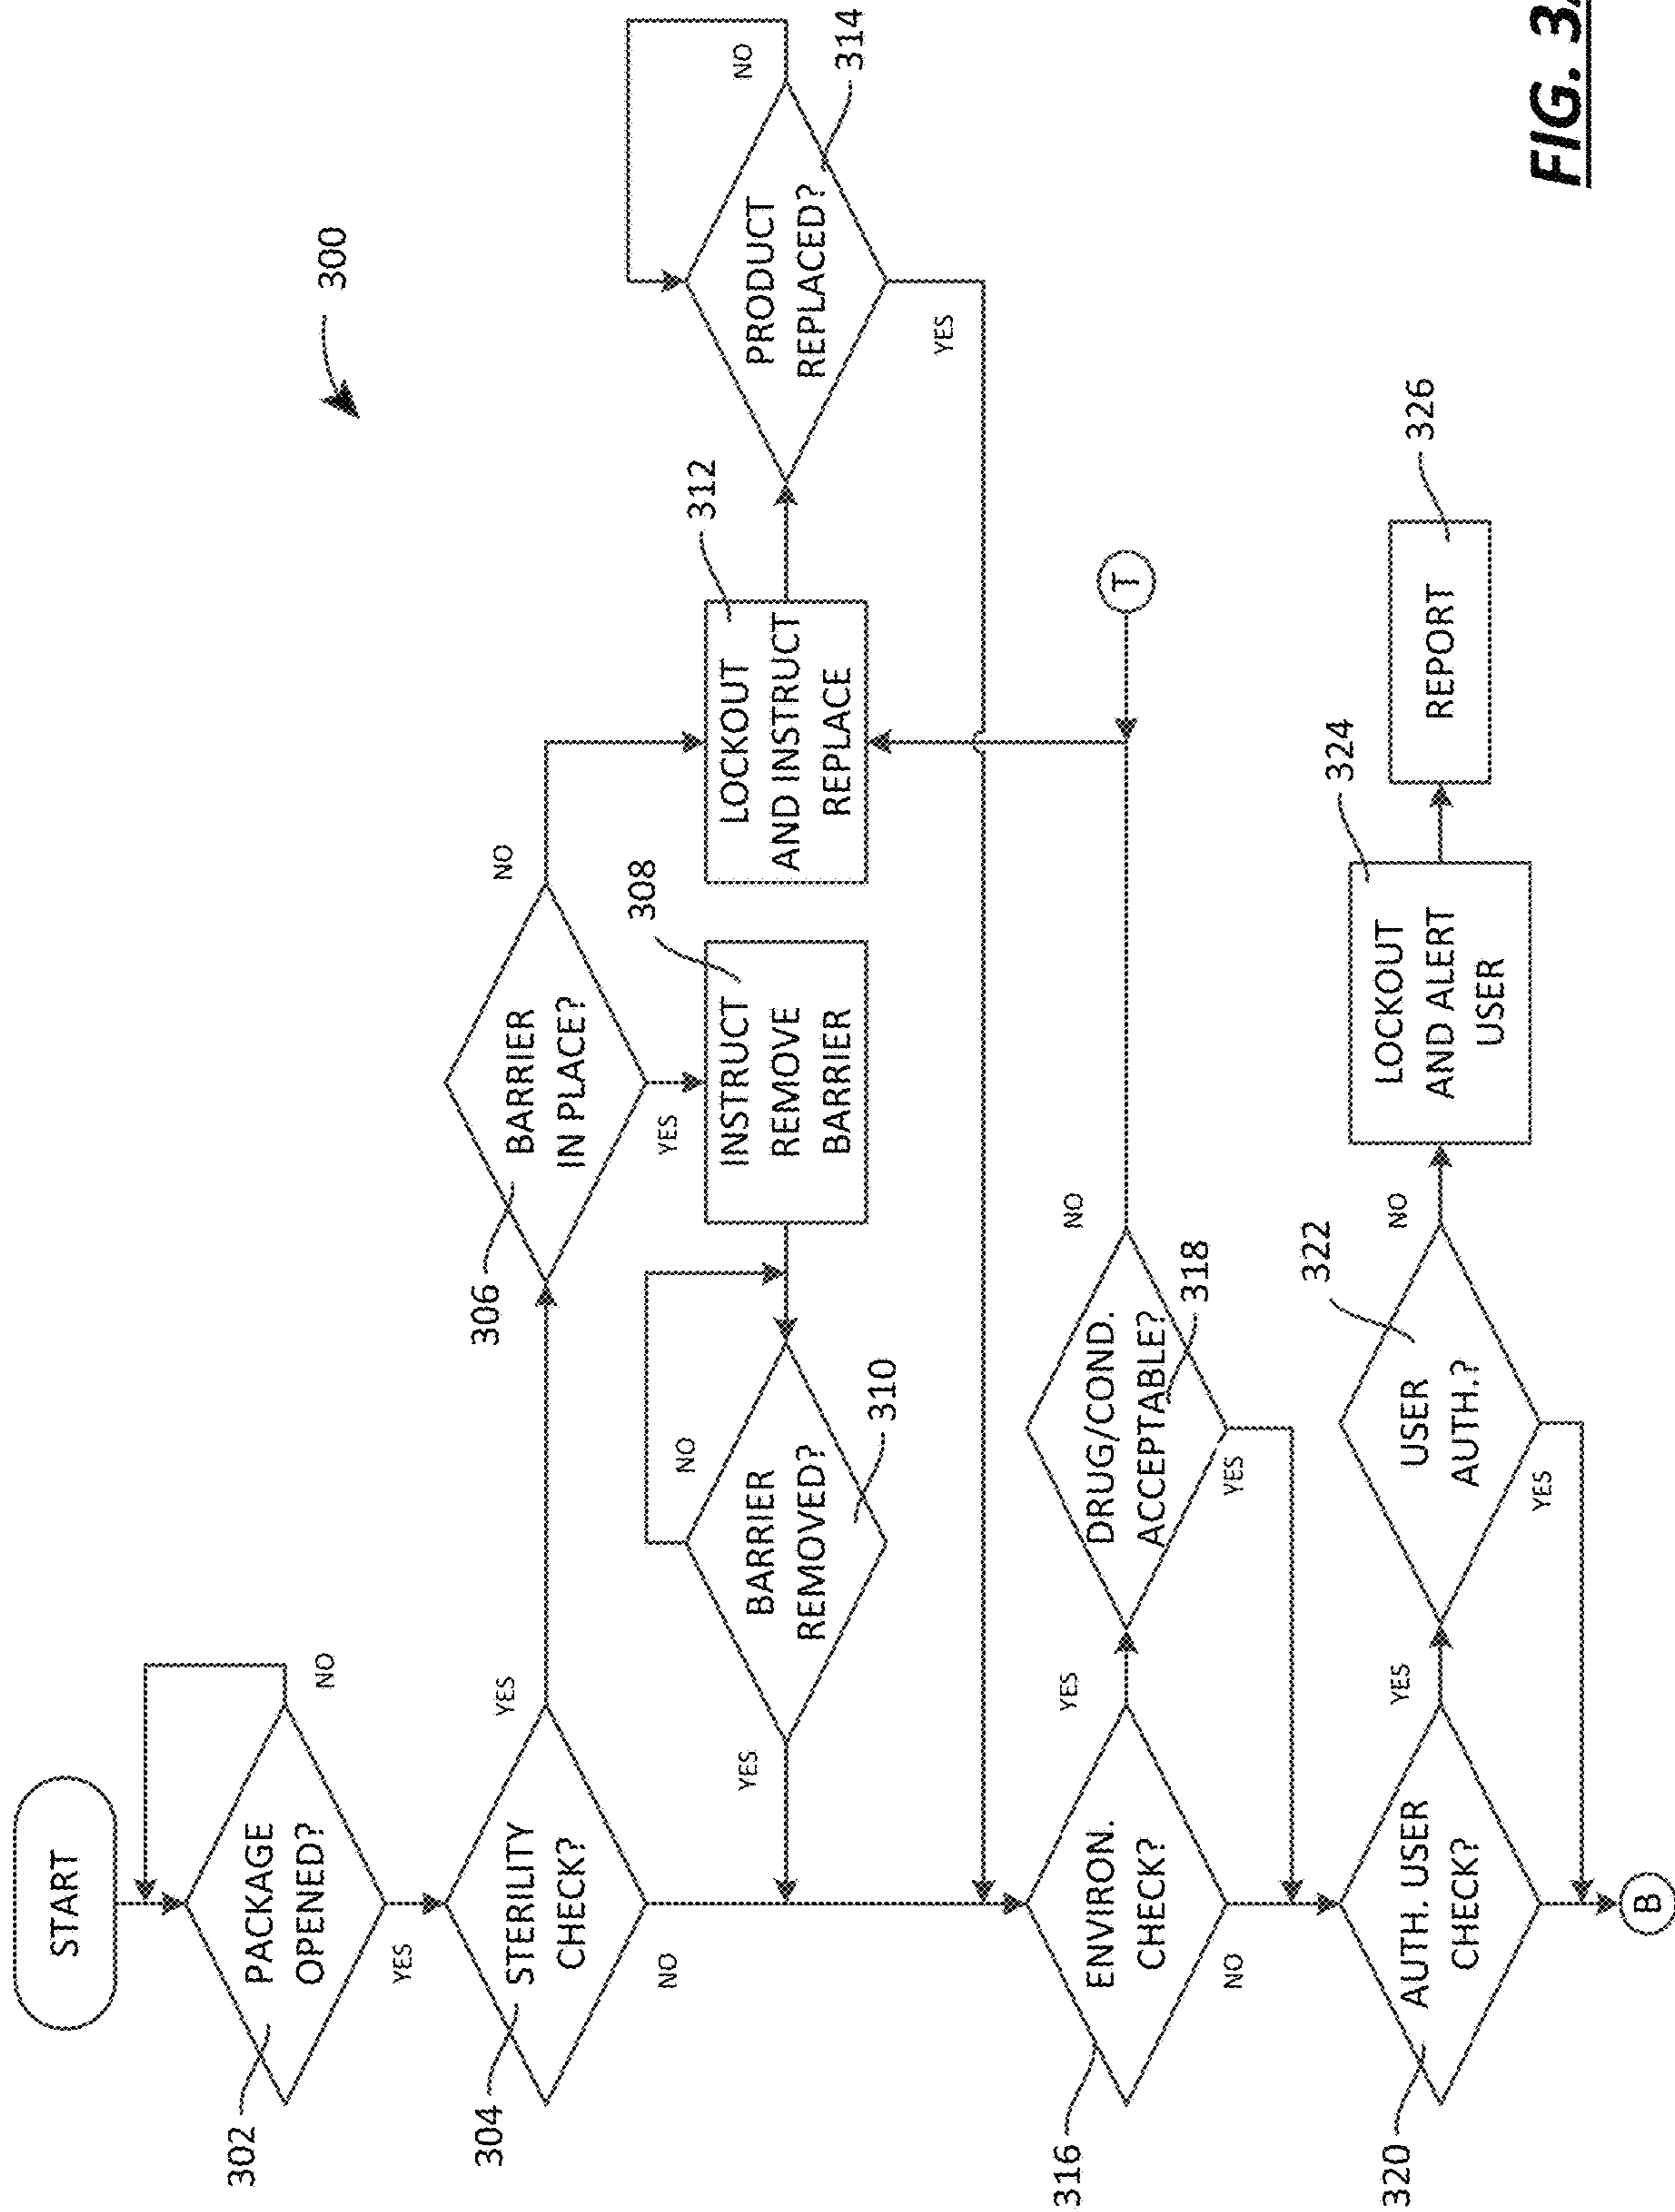 START
300
302
PACKAGE
OPENED?
NO
YES
304
STERILITY
CHECK?
YES
NO
306
BARRIER
IN PLACE?
NO
YES
308
INSTRUCT
REMOVE
BARRIER
310
BARRIER
REMOVED?
NO
YES
312
LOCKOUT
AND INSTRUCT
REPLACE
314
PRODUCT
REPLACED?
NO
YES
316
ENVIRON.
CHECK?
YES
NO
318
DRUG/COND.
ACCEPTABLE?
NO
YES
T
320
AUTH. USER
CHECK?
YES
322
USER
AUTH.?
NO
YES
324
LOCKOUT
AND ALERT
USER
326
REPORT
B
FIG. 3